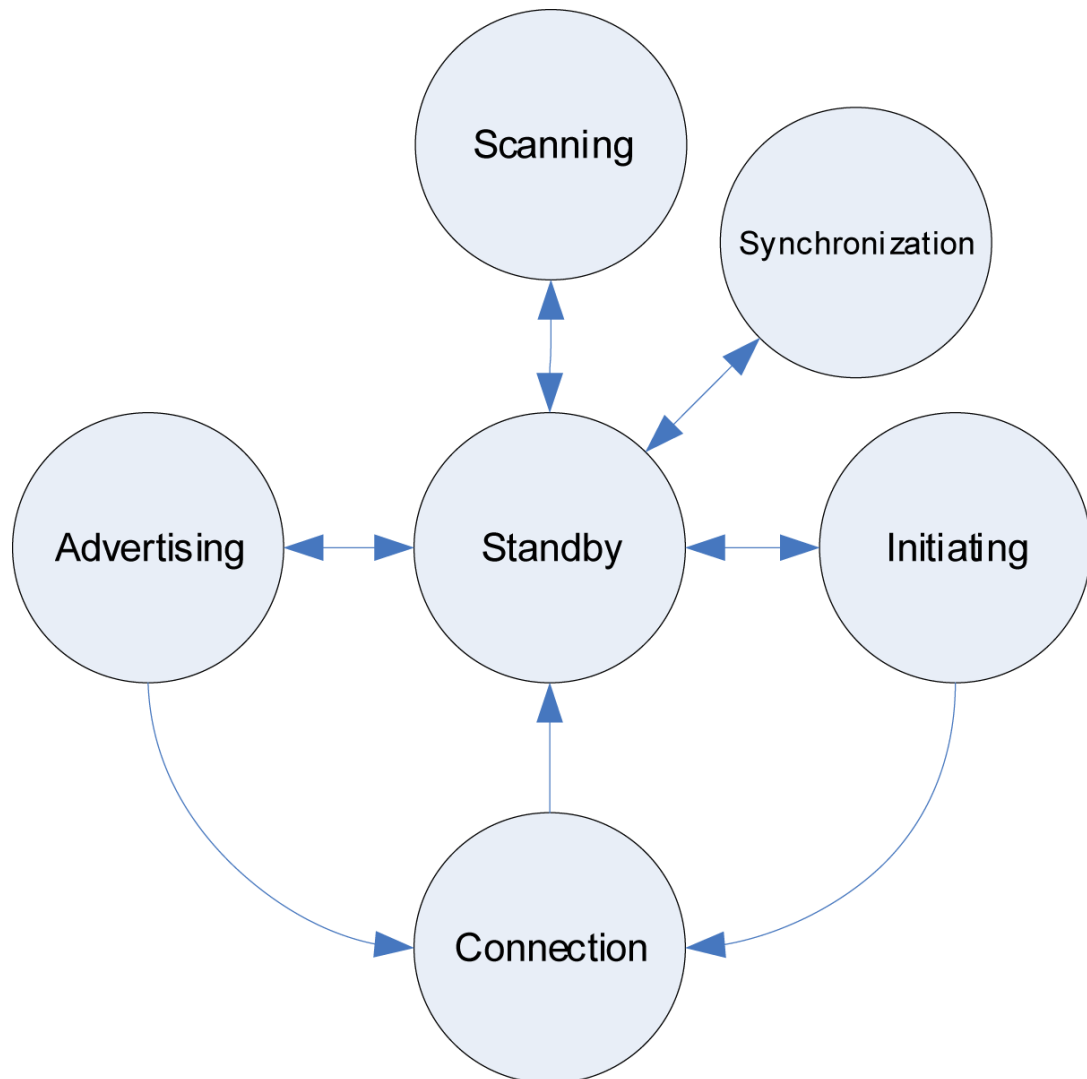 Scanning
Synchronization
Advertising
Standby
Initiating
Connection